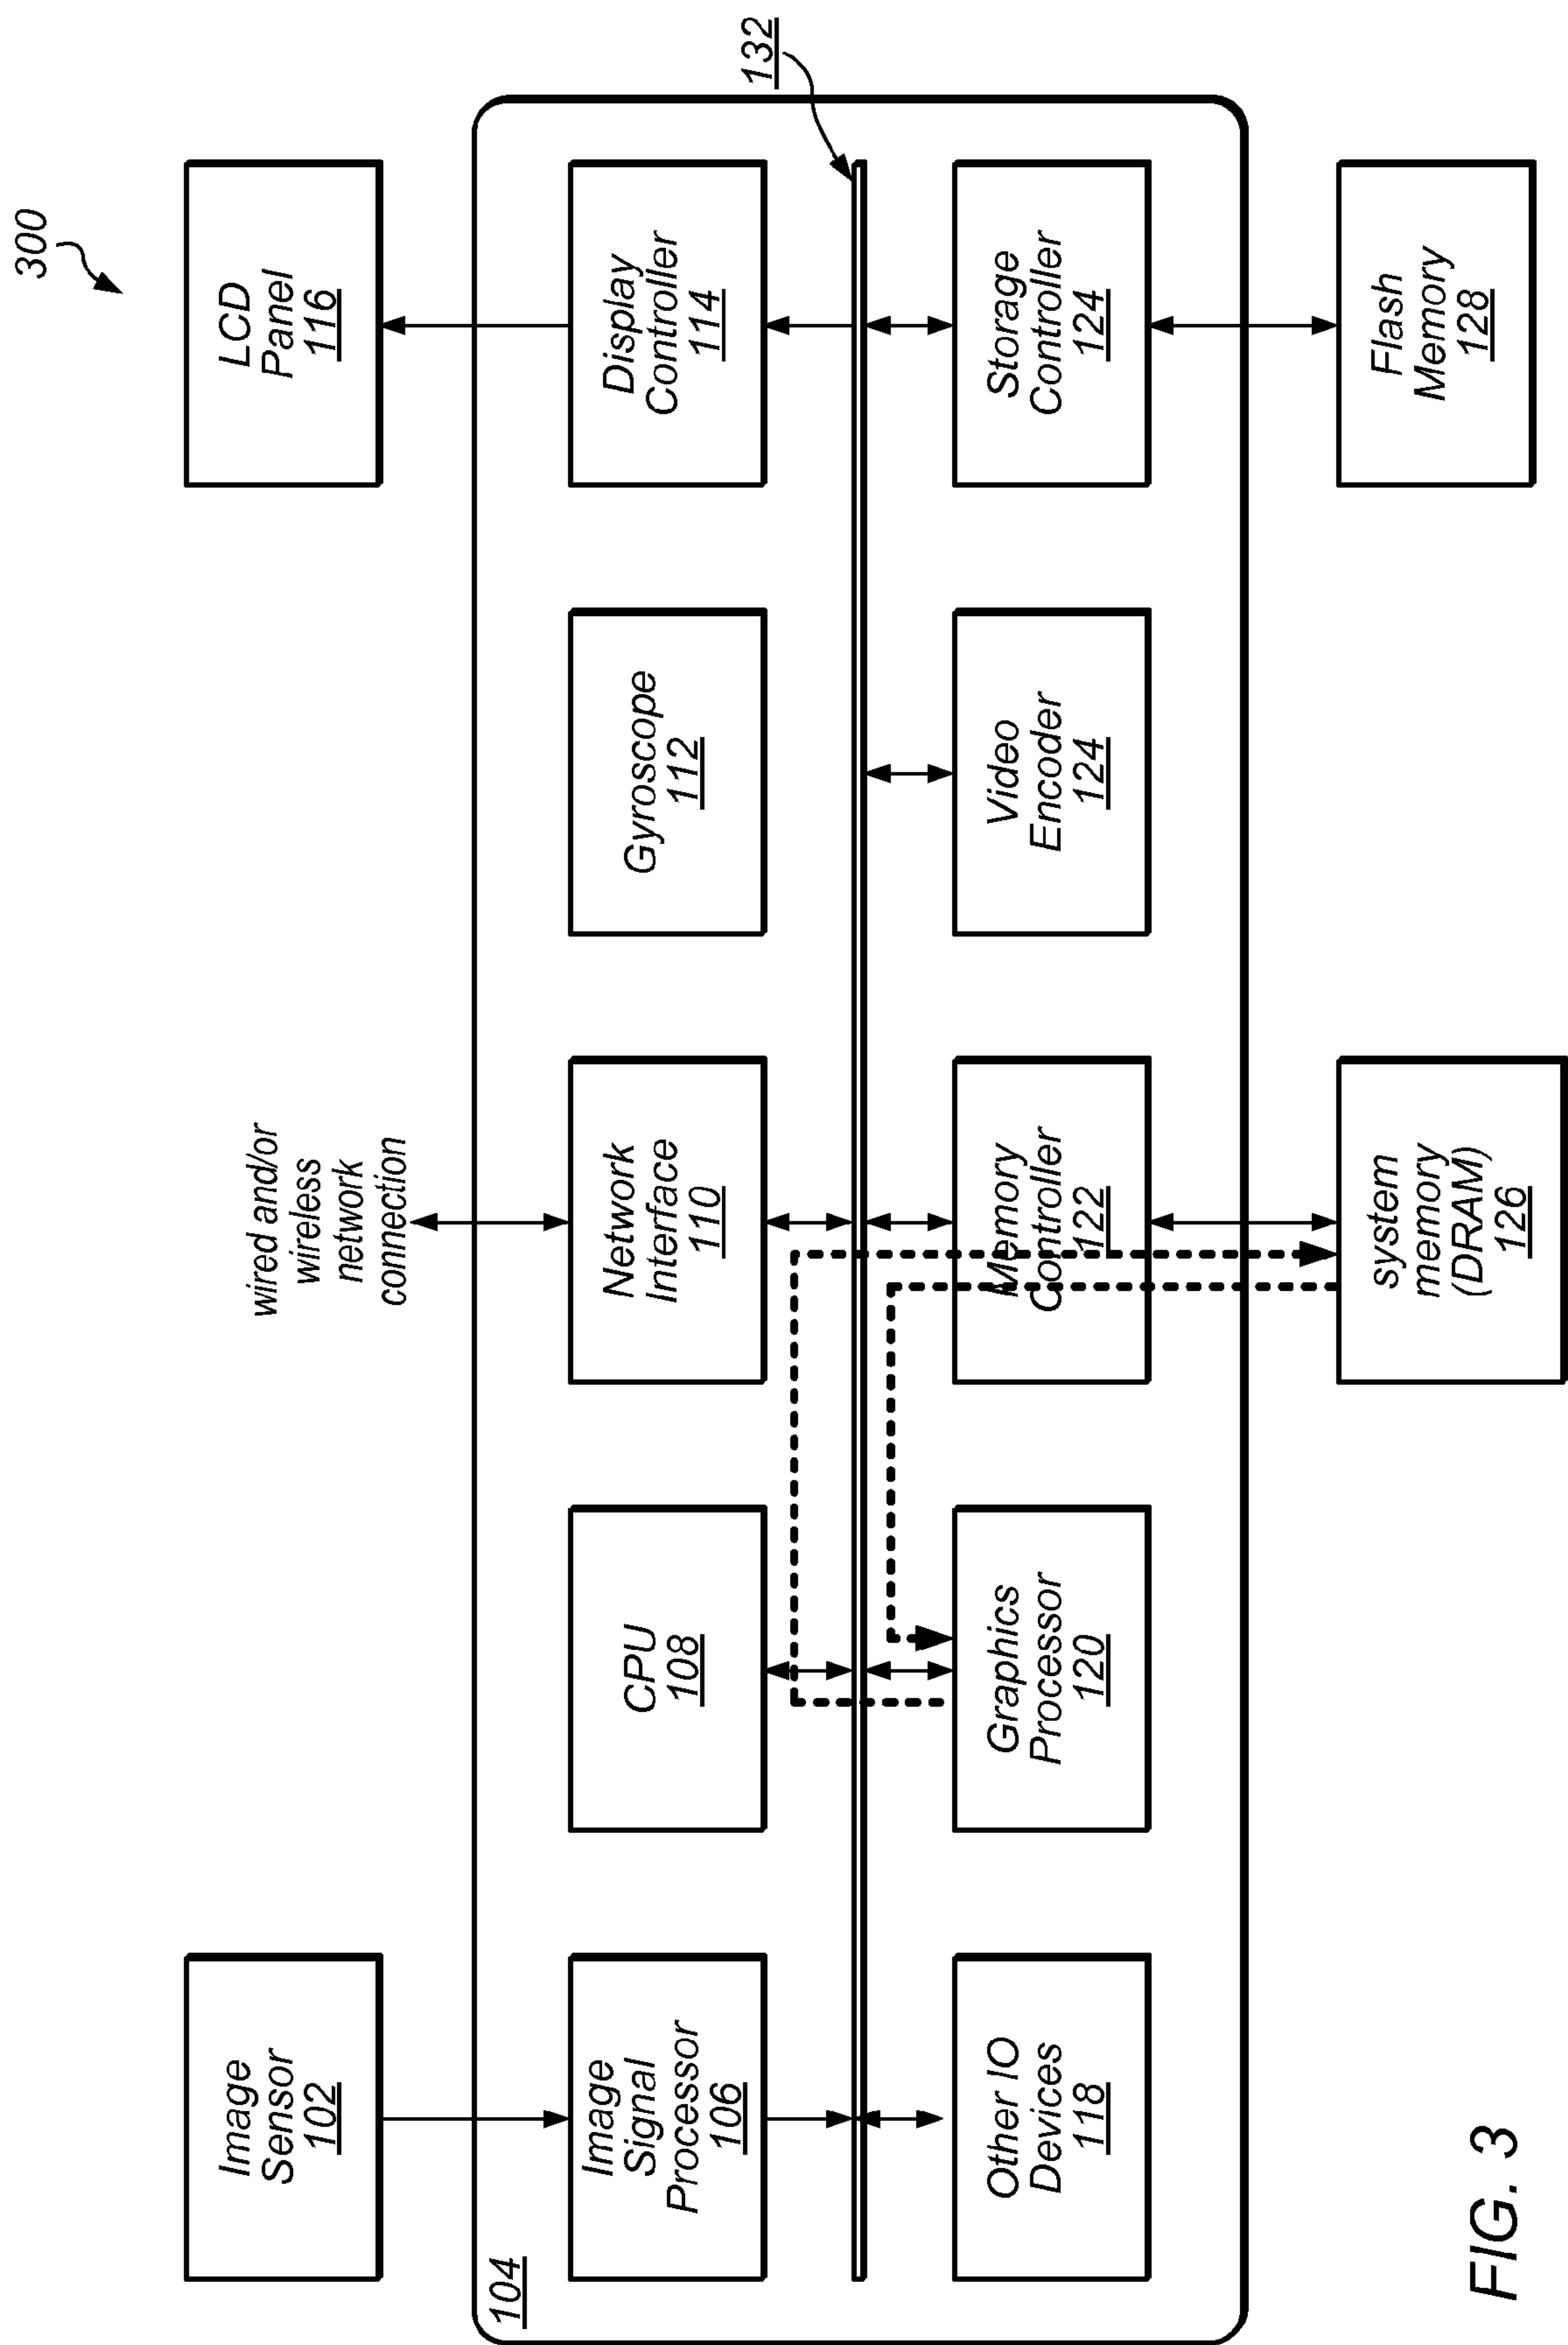 300
132
Image
Sensor
102
wired and/or
wireless
network
connection
LCD
Panel
116
104
Image
Signal
Processor
106
CPU
108
Network
Interface
110
Gyroscope
112
Display
Controller
114
Other IO
Devices
118
Graphics
Processor
120
Memory
Controller
122
Video
Encoder
124
Storage
Controller
124
system
memory
(DRAM)
126
Flash
Memory
128
FIG. 3